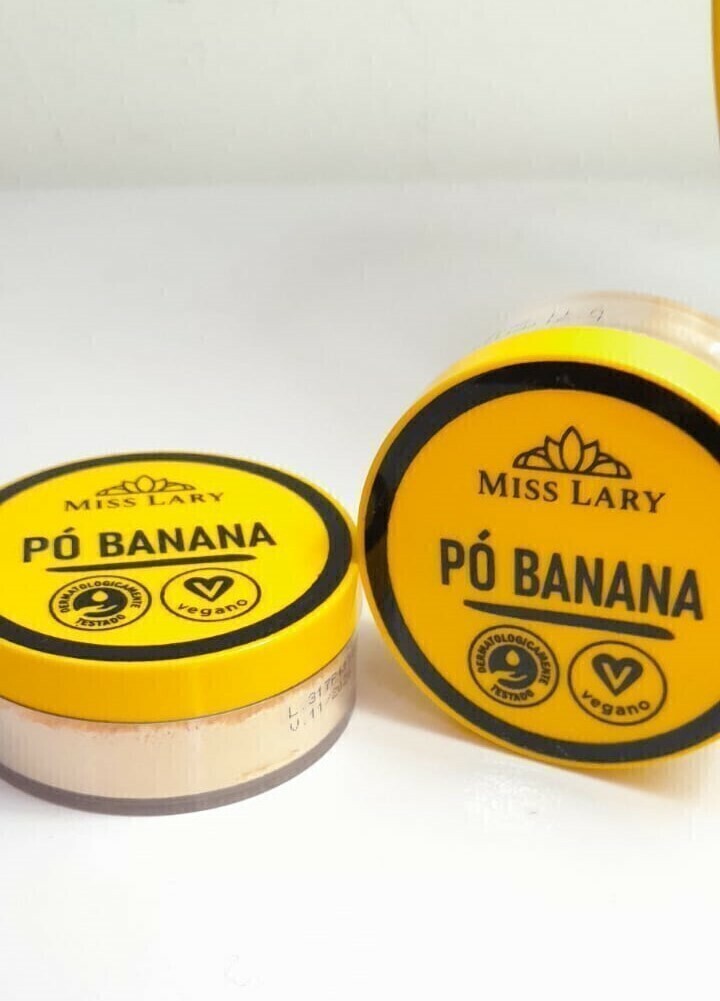 MISS LARY
PÓ BANANA
DERMATOLOGICAMENTE
TESTADO
vegano
MISS LARY
PÓ BANANA
DERMATOLOGICAMENTE
TESTADO
vegano